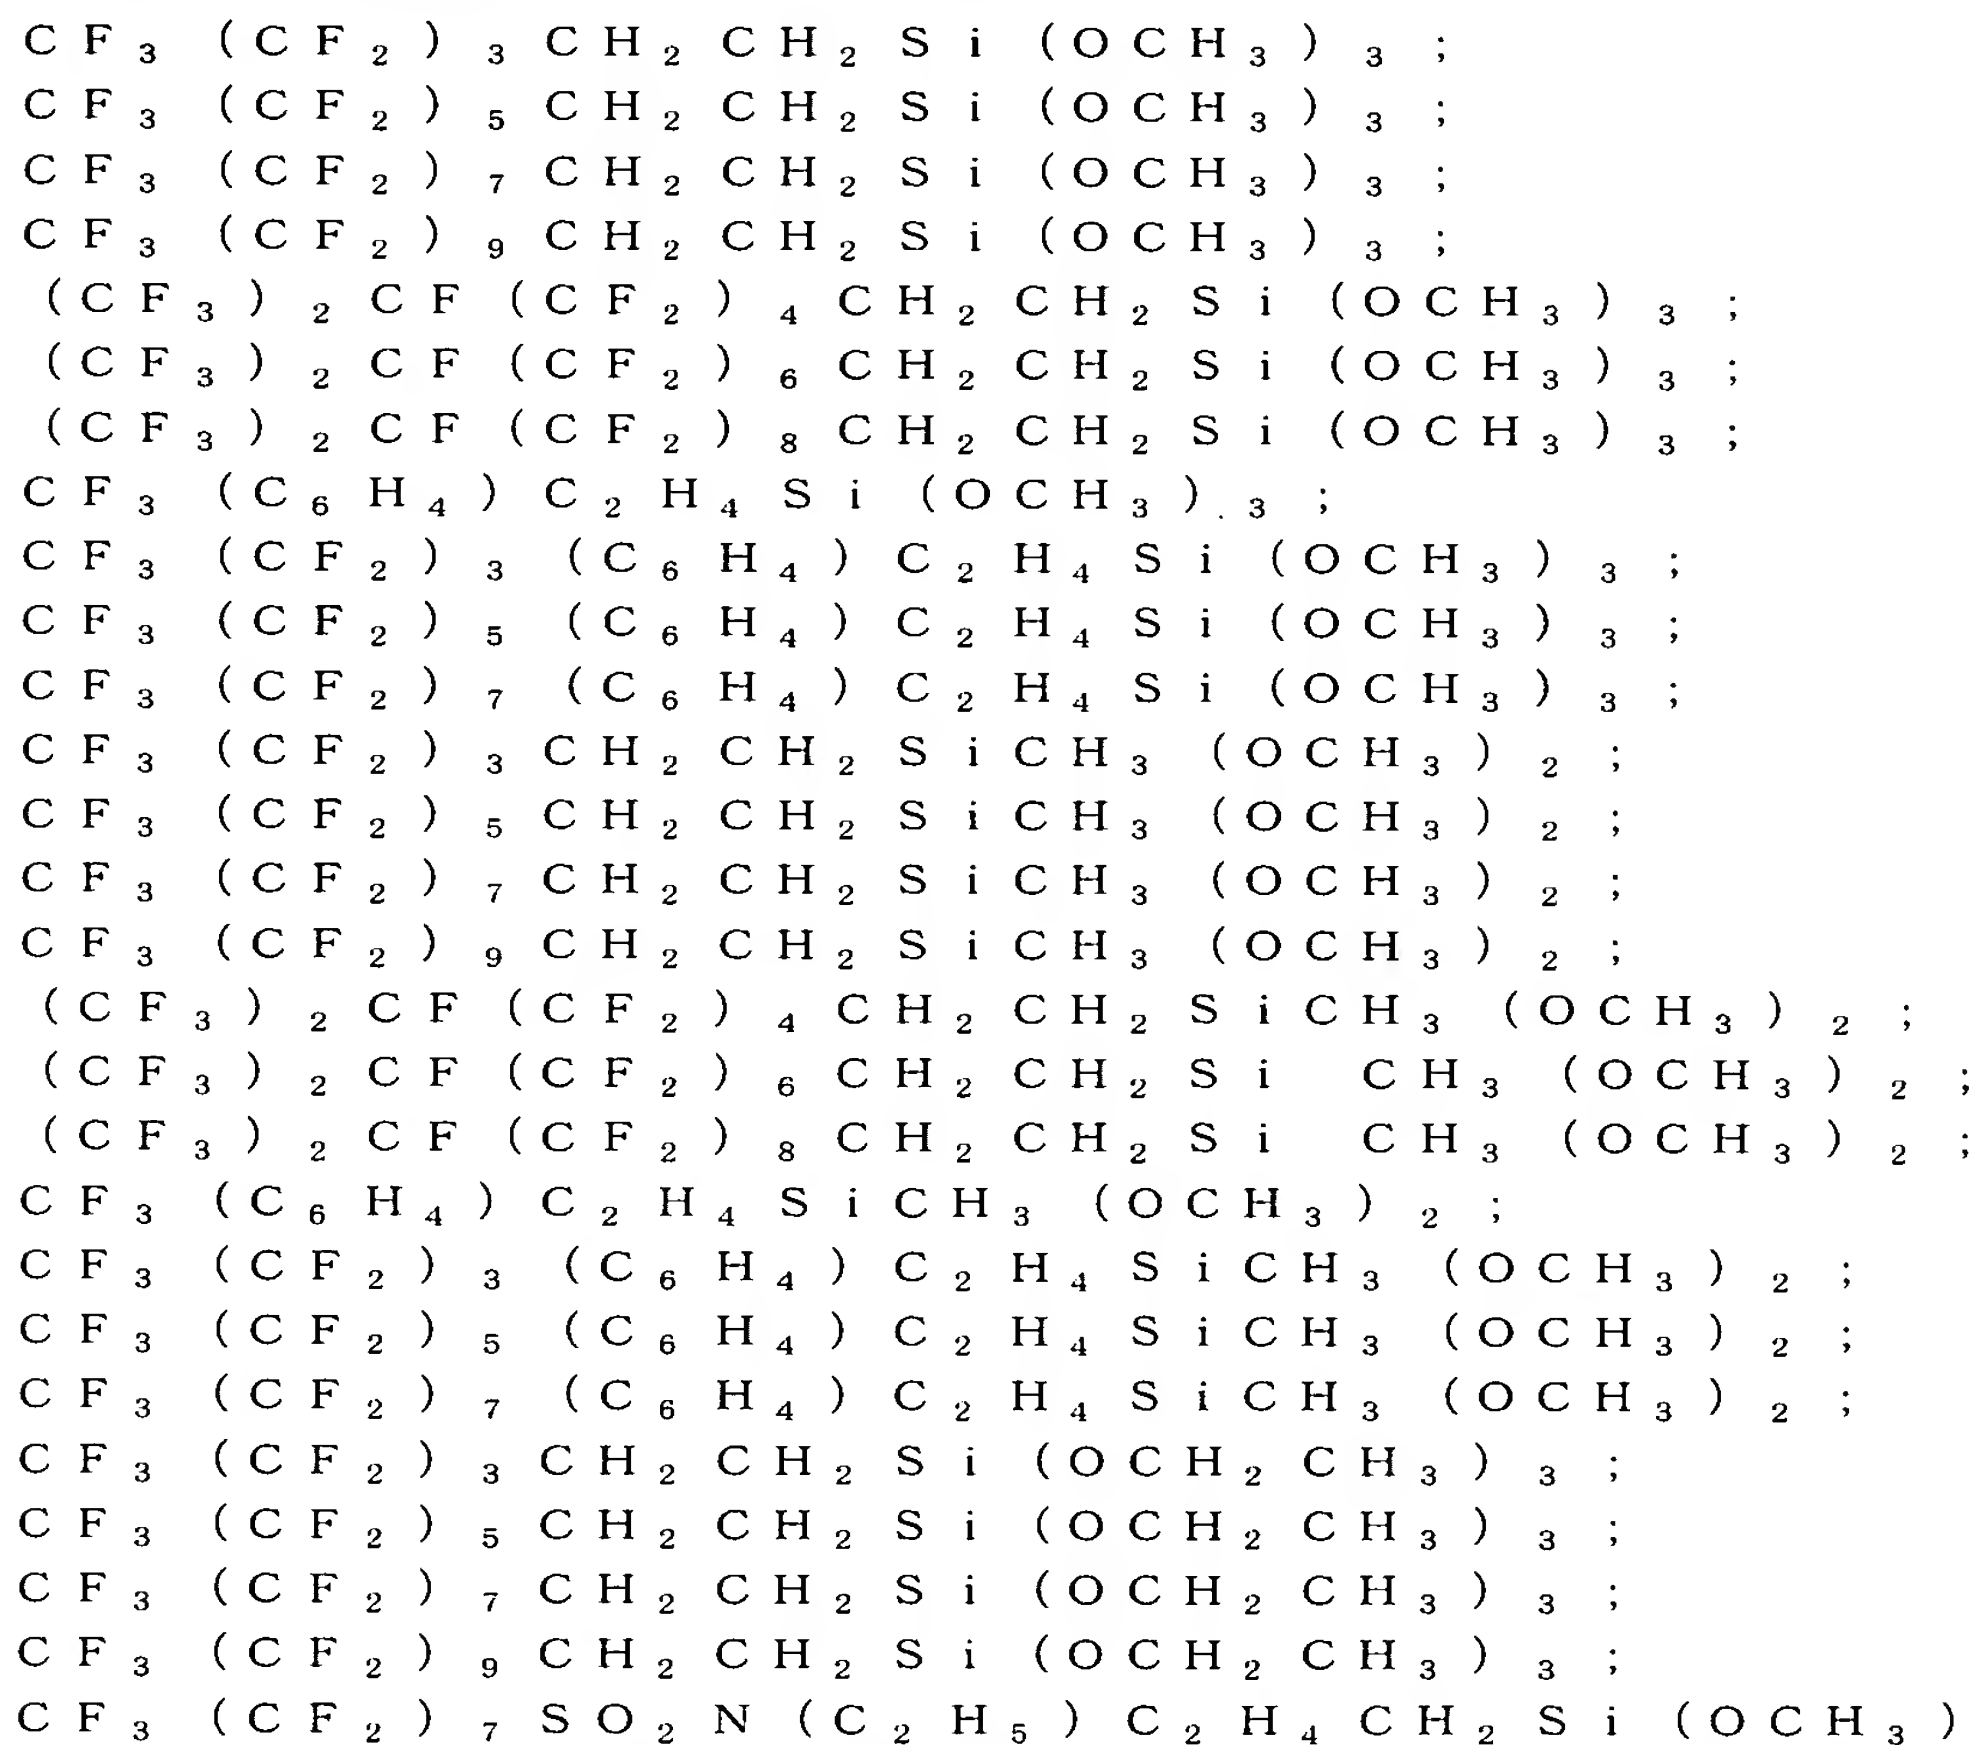 CF₃(CF₂)₃CH₂CH₂Si(OCH₃)₃;
CF₃(CF₂)₅CH₂CH₂Si(OCH₃)₃;
CF₃(CF₂)₇CH₂CH₂Si(OCH₃)₃;
CF₃(CF₂)₉CH₂CH₂Si(OCH₃)₃;
(CF₃)₂CF(CF₂)₄CH₂CH₂Si(OCH₃)₃;
(CF₃)₂CF(CF₂)₆CH₂CH₂Si(OCH₃)₃;
(CF₃)₂CF(CF₂)₈CH₂CH₂Si(OCH₃)₃;
CF₃(C₆H₄)C₂H₄Si(OCH₃)₃;
CF₃(CF₂)₃(C₆H₄)C₂H₄Si(OCH₃)₃;
CF₃(CF₂)₅(C₆H₄)C₂H₄Si(OCH₃)₃;
CF₃(CF₂)₇(C₆H₄)C₂H₄Si(OCH₃)₃;
CF₃(CF₂)₃CH₂CH₂SiCH₃(OCH₃)₂;
CF₃(CF₂)₅CH₂CH₂SiCH₃(OCH₃)₂;
CF₃(CF₂)₇CH₂CH₂SiCH₃(OCH₃)₂;
CF₃(CF₂)₉CH₂CH₂SiCH₃(OCH₃)₂;
(CF₃)₂CF(CF₂)₄CH₂CH₂SiCH₃(OCH₃)₂;
(CF₃)₂CF(CF₂)₆CH₂CH₂Si CH₃(OCH₃)₂;
(CF₃)₂CF(CF₂)₈CH₂CH₂Si CH₃(OCH₃)₂;
CF₃(C₆H₄)C₂H₄SiCH₃(OCH₃)₂;
CF₃(CF₂)₃(C₆H₄)C₂H₄SiCH₃(OCH₃)₂;
CF₃(CF₂)₅(C₆H₄)C₂H₄SiCH₃(OCH₃)₂;
CF₃(CF₂)₇(C₆H₄)C₂H₄SiCH₃(OCH₃)₂;
CF₃(CF₂)₃CH₂CH₂Si(OCH₂CH₃)₃;
CF₃(CF₂)₅CH₂CH₂Si(OCH₂CH₃)₃;
CF₃(CF₂)₇CH₂CH₂Si(OCH₂CH₃)₃;
CF₃(CF₂)₉CH₂CH₂Si(OCH₂CH₃)₃;
CF₃(CF₂)₇SO₂N(C₂H₅)C₂H₄CH₂Si(OCH₃)